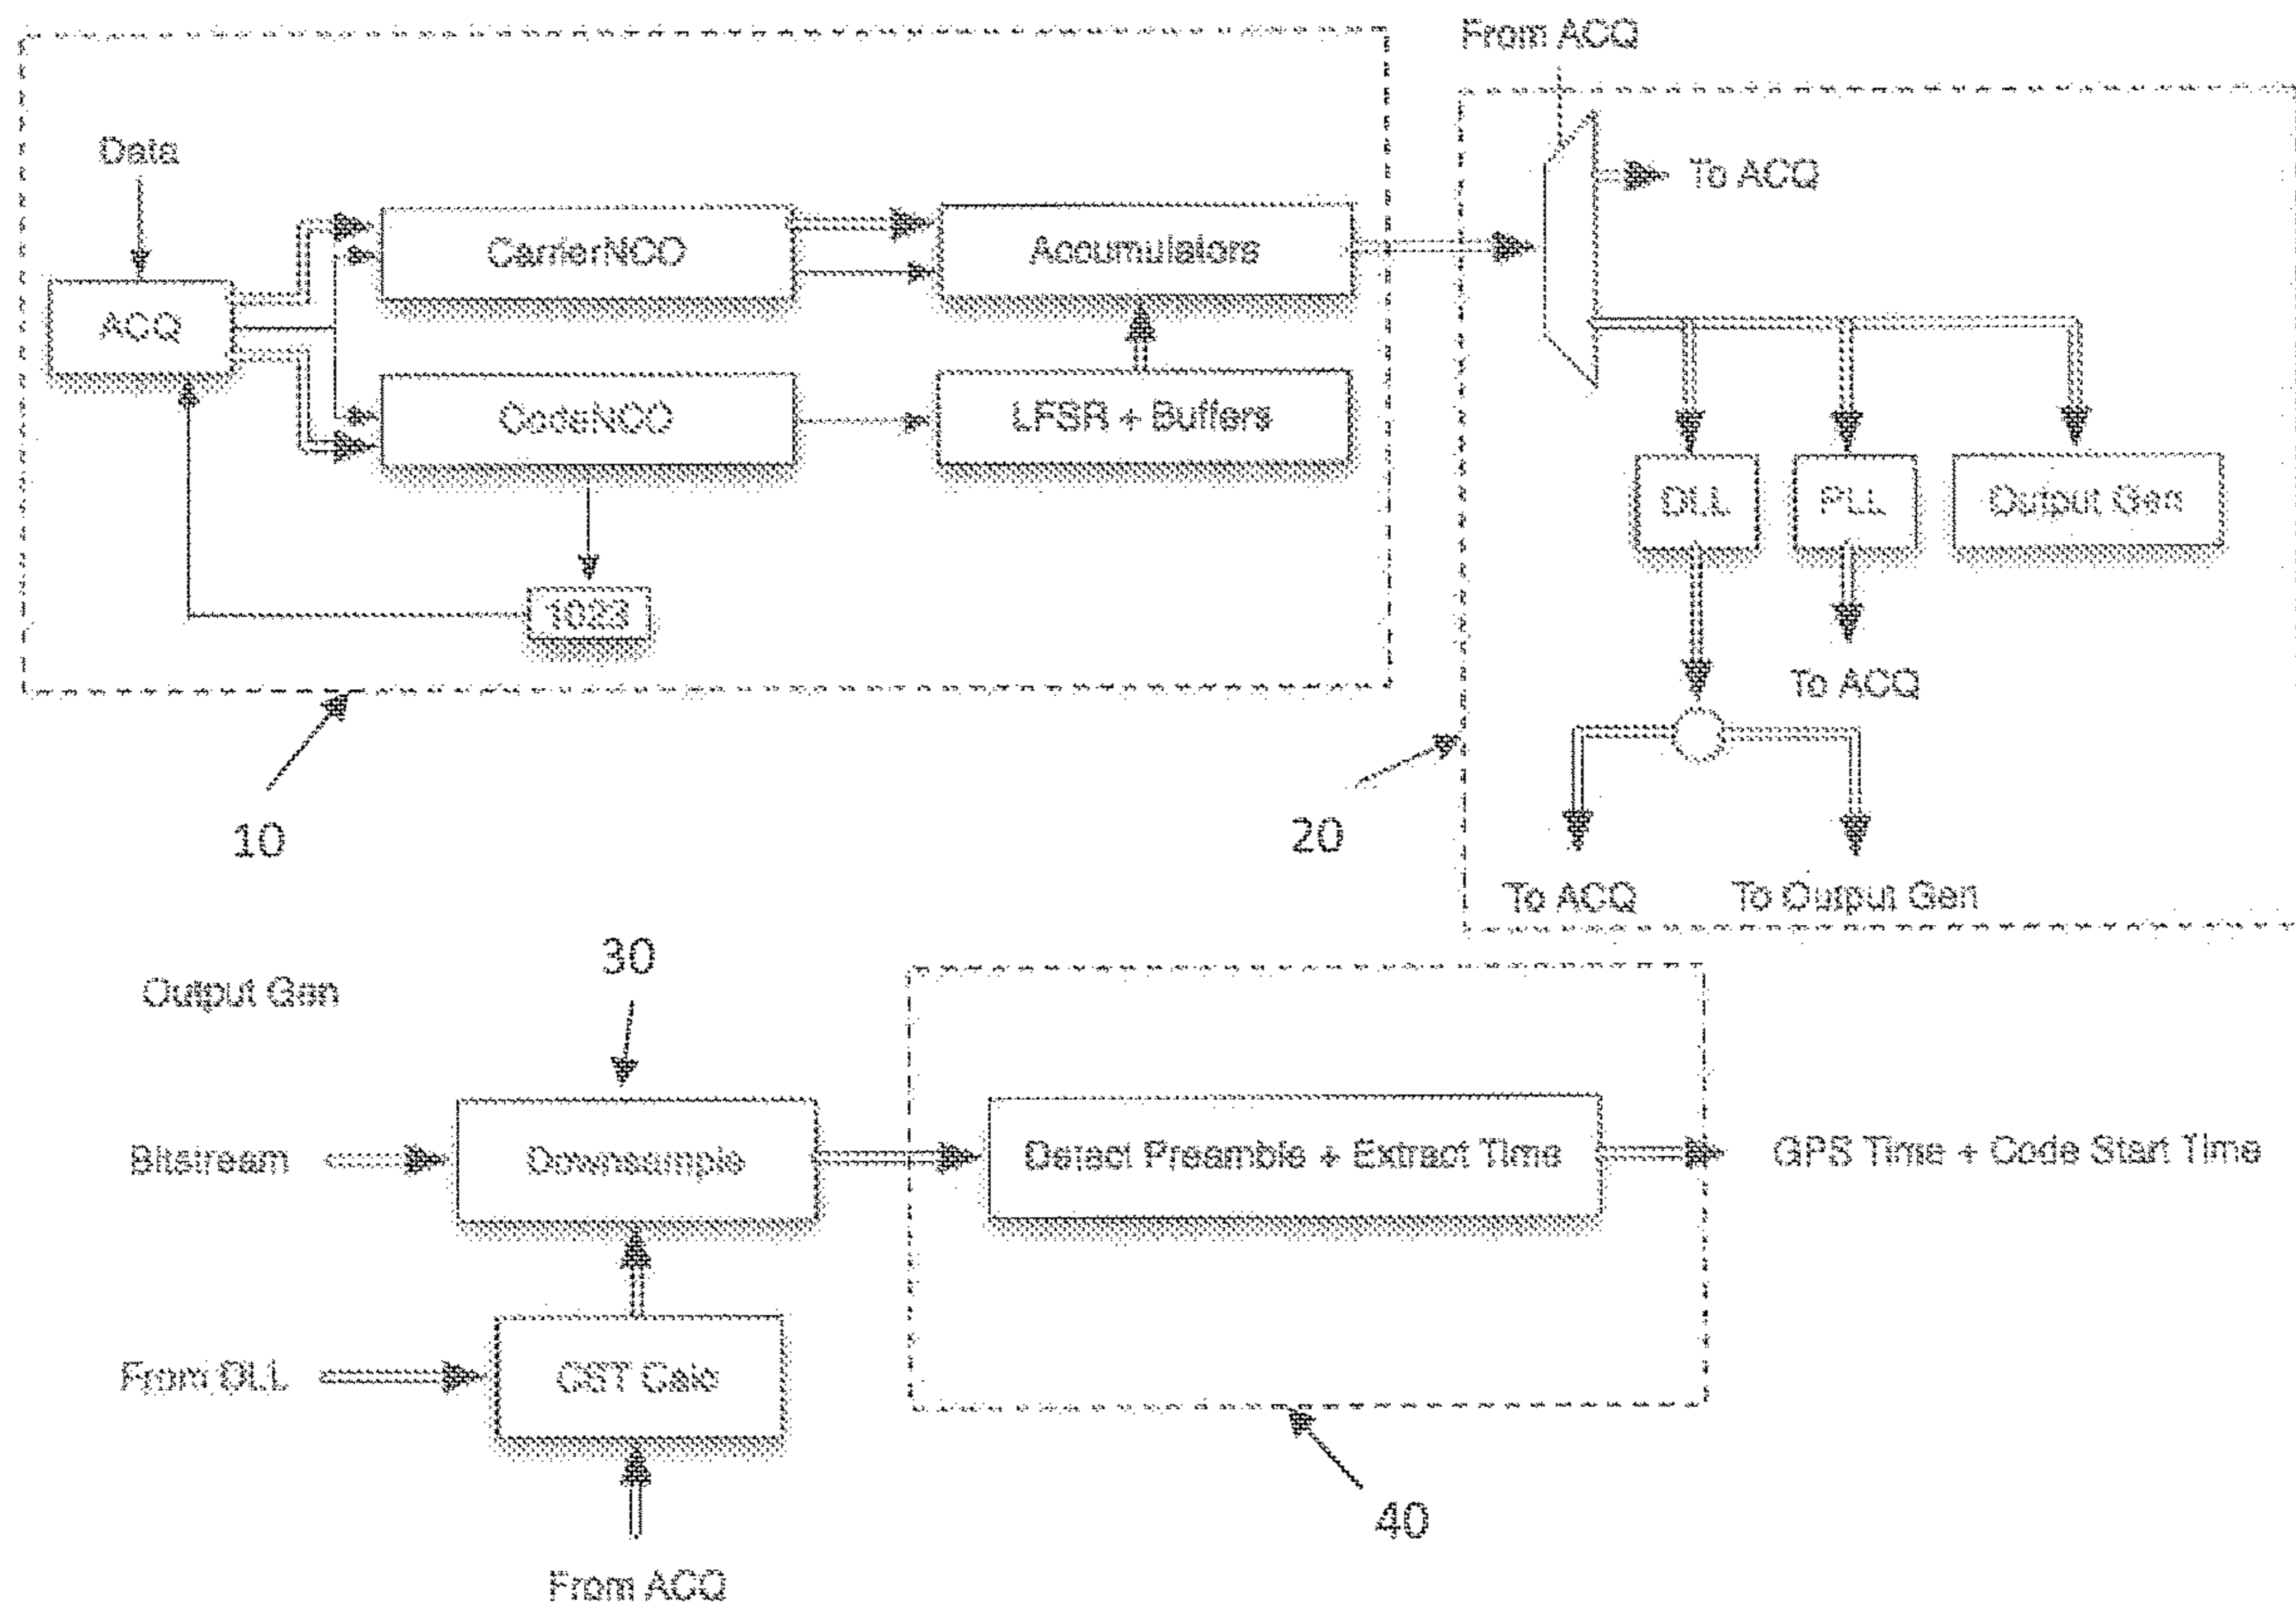 From ACQ
Data
To ACQ
CarrierNCO
Accumulators
ACQ
CodeNCO
LFSR + Buffers
DLL
PLL
Output Gen
1023
To ACQ
10
20
To ACQ
To Output Gen
30
Output Gen
Bitstream
Downsample
Detect Preamble + Extract Time
GPS Time + Code Start Time
From DLL
CST Calc
40
From ACQ